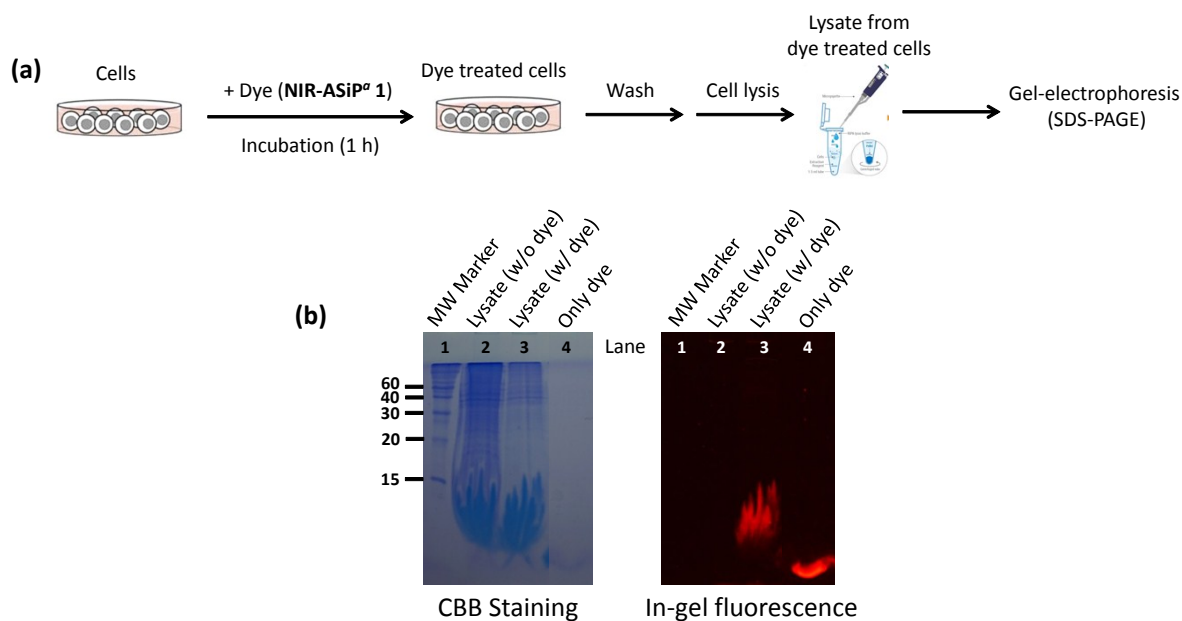 (a)
Cells
+ Dye (NIR-ASiPα 1)
Incubation (1 h)
Dye treated cells
Wash
Cell lysis
Lysate from
dye treated cells
Gel-electrophoresis
(SDS-PAGE)
(b)
MW Marker
Lysate (w/o dye)
Lysate (w/ dye)
Only dye
MW Marker
Lysate (w/o dye)
Lysate (w/ dye)
Only dye
1 2 3 4 Lane 1 2 3 4
60
40
30
20
15
CBB Staining
In-gel fluorescence